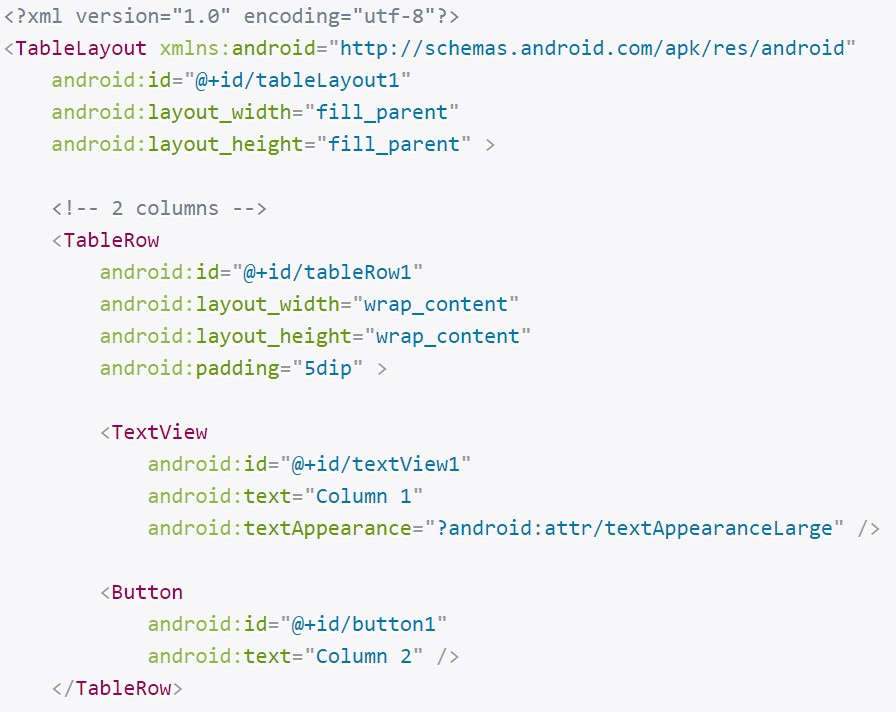 <?xml version="1.0" encoding="utf-8"?>
<TableLayout xmlns:android="http://schemas.android.com/apk/res/android"
    android:id="@+id/tableLayout1"
    android:layout_width="fill_parent"
    android:layout_height="fill_parent" >

    <!-- 2 columns -->
    <TableRow
        android:id="@+id/tableRow1"
        android:layout_width="wrap_content"
        android:layout_height="wrap_content"
        android:padding="5dip" >

        <TextView
            android:id="@+id/textView1"
            android:text="Column 1"
            android:textAppearance="?android:attr/textAppearanceLarge" />

        <Button
            android:id="@+id/button1"
            android:text="Column 2" />
    </TableRow>